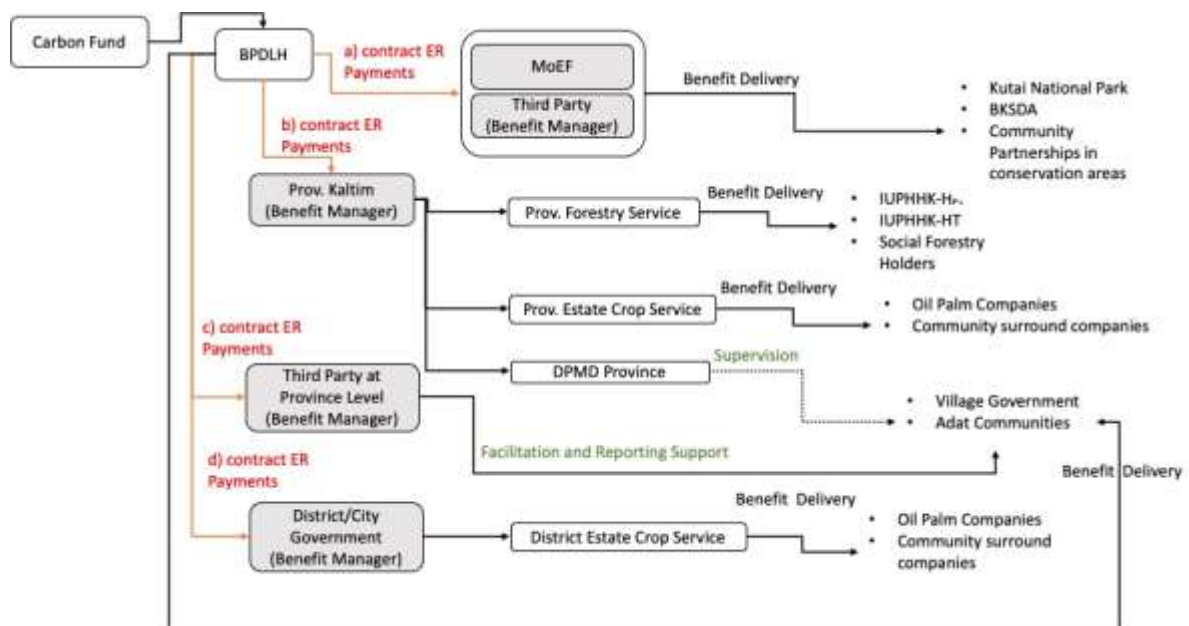 Carbon Fund
BPDLH
a) contract ER
Payments
MoEF
Third Party
(Benefit Manager)
Benefit Delivery
• Kutai National Park
• BKSDA
• Community
Partnerships in
conservation areas
b) contract ER
Payments
Prov. Kaltim
(Benefit Manager)
Prov. Forestry Service
Benefit Delivery
• IUPHHK-
• IUPHHK-HT
• Social Forestry
Holders
Prov. Estate Crop Service
Benefit Delivery
• Oil Palm Companies
• Community surround companies
c) contract ER
Payments
Third Party at
Province Level
(Benefit Manager)
DPMD Province
Supervision
• Village Government
• Adat Communities
Facilitation and Reporting Support
Benefit Delivery
d) contract ER
Payments
District/City
Government
(Benefit Manager)
District Estate Crop Service
Benefit Delivery
• Oil Palm Companies
• Community surround
companies